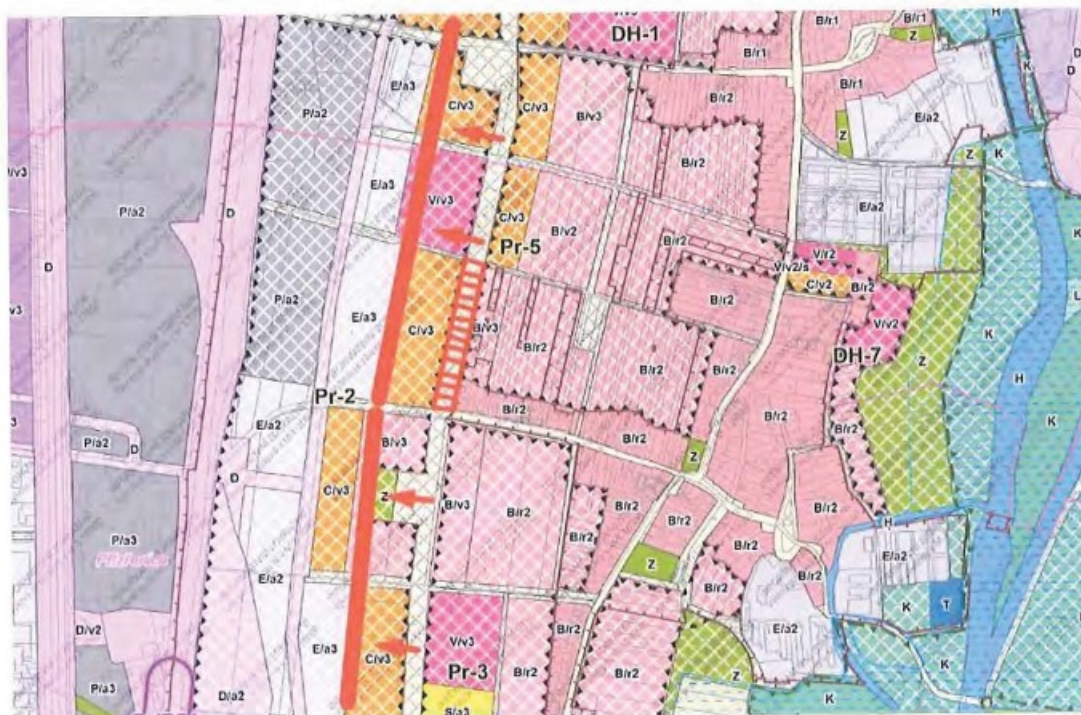 V/v3
DH-1
B/r1
B/r1
Z
H
K
D
D
E/a3
C/v3
B/v3
B/r2
B/r1
E/a2
P/a2
Z
K
B/r2
E/a3
V/v3
C/v3
B/v2
E/a2
P/a2
D
Pr-5
B/r2
V/r2
V/v2/s
C/v2
B/r2
K
K
L
P/a2
E/a3
C/v3
B/v3
B/r2
B/r2
V/v2
Z
K
H
DH-7
Pr-2
B/r2
B/r2
B/r2
B/r2
K
E/a2
B/v3
B/r2
Z
P/a2
D
D
C/v3
Z
B/v3
B/r2
B/r2
B/r2
B/r2
B/r2
H
P/a3
E/a2
Z
B/r2
B/r2
E/a2
K
T
D/v2
E/a3
C/v3
V/v3
B/r2
B/r2
B/r2
E/a2
Z
K
Pr-3
P/a3
D/a2
S/a3
K